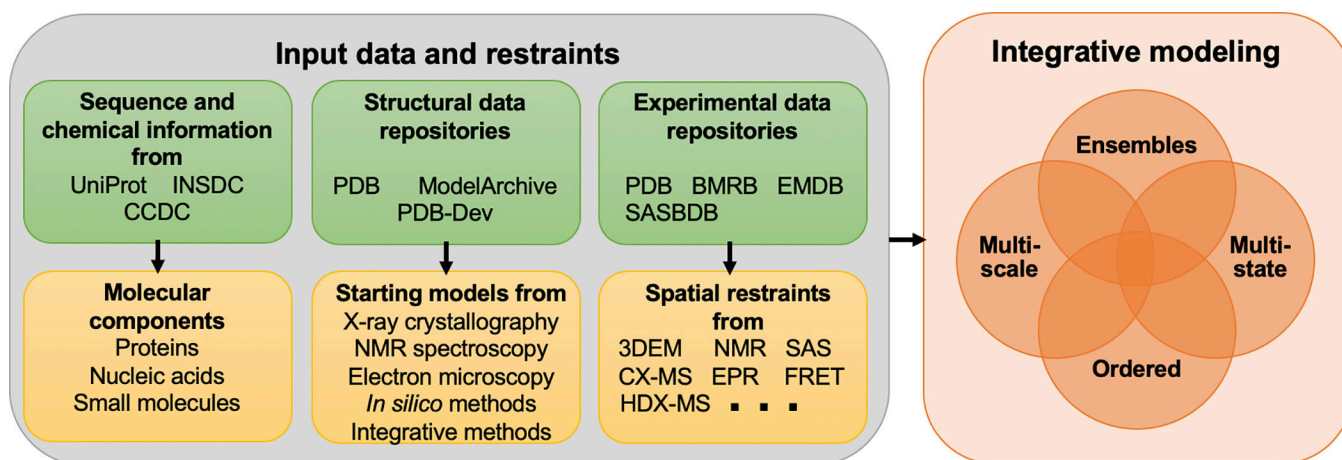 Input data and restraints
Sequence and
chemical information
from
UniProt INSDC
CCDC
Structural data
repositories
PDB ModelArchive
PDB-Dev
Experimental data
repositories
PDB BMRB EMDB
SASBDB
Molecular
components
Proteins
Nucleic acids
Small molecules
Starting models from
X-ray crystallography
NMR spectroscopy
Electron microscopy
In silico methods
Integrative methods
Spatial restraints
from
3DEM NMR SAS
CX-MS EPR FRET
HDX-MS . . .
Integrative modeling
Ensembles
Multi-
scale
Multi-
state
Ordered